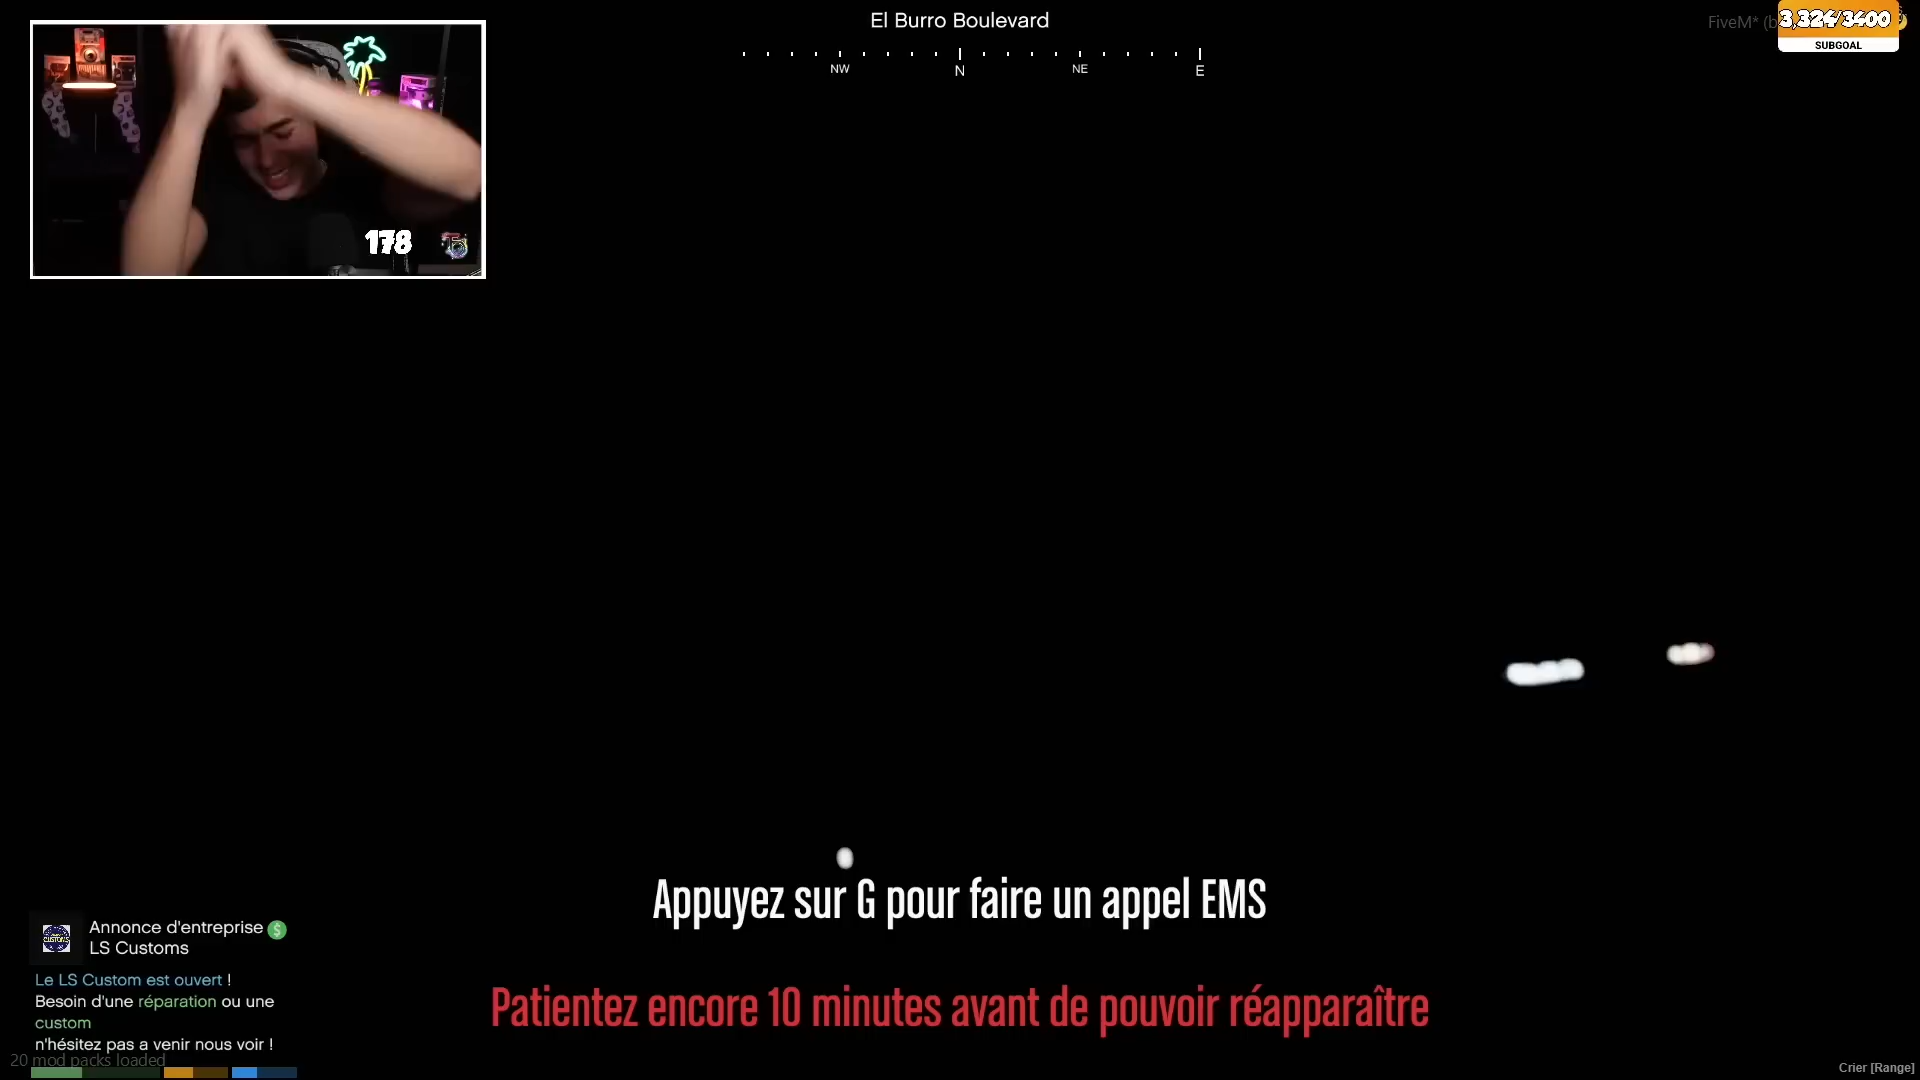 El Burro Boulevard
NW N NE E
FiveM* (b
3,324/3400
SUBGOAL
178
Appuyez sur G pour faire un appel EMS
Patientez encore 10 minutes avant de pouvoir réapparaître
CUSTOMS
Annonce d'entreprise $
LS Customs
Le LS Custom est ouvert !
Besoin d'une réparation ou une
custom
n'hésitez pas a venir nous voir !
20 mod packs loaded
Crier [Range]